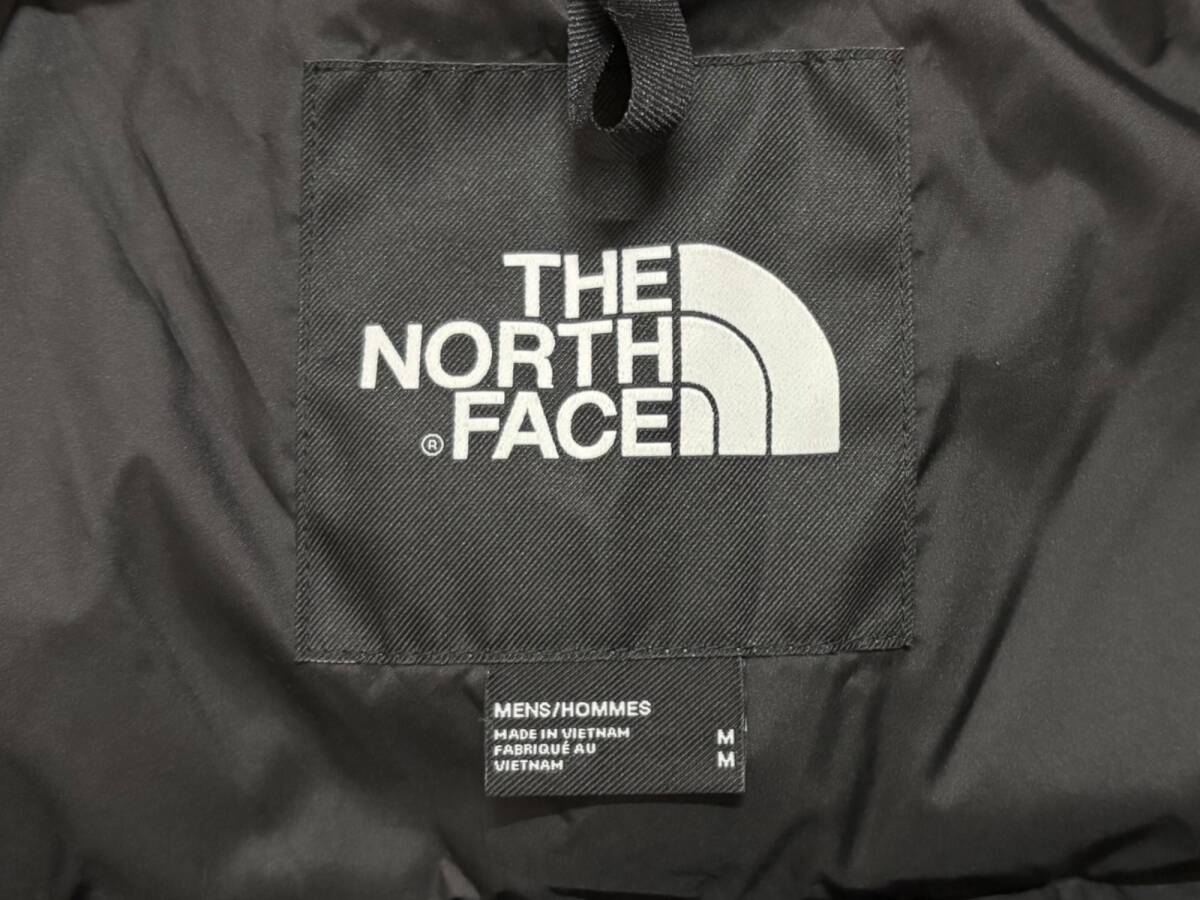 THE
NORTH
® FACE
MENS/HOMMES
MADE IN VIETNAM M
FABRIQUÉ AU
VIETNAM M